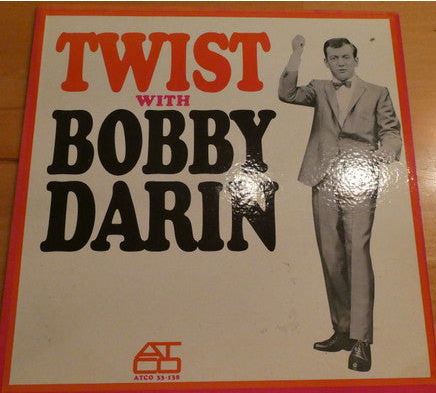 TWIST
WITH
BOBBY
DARIN
ATCO
ATCO 33-138